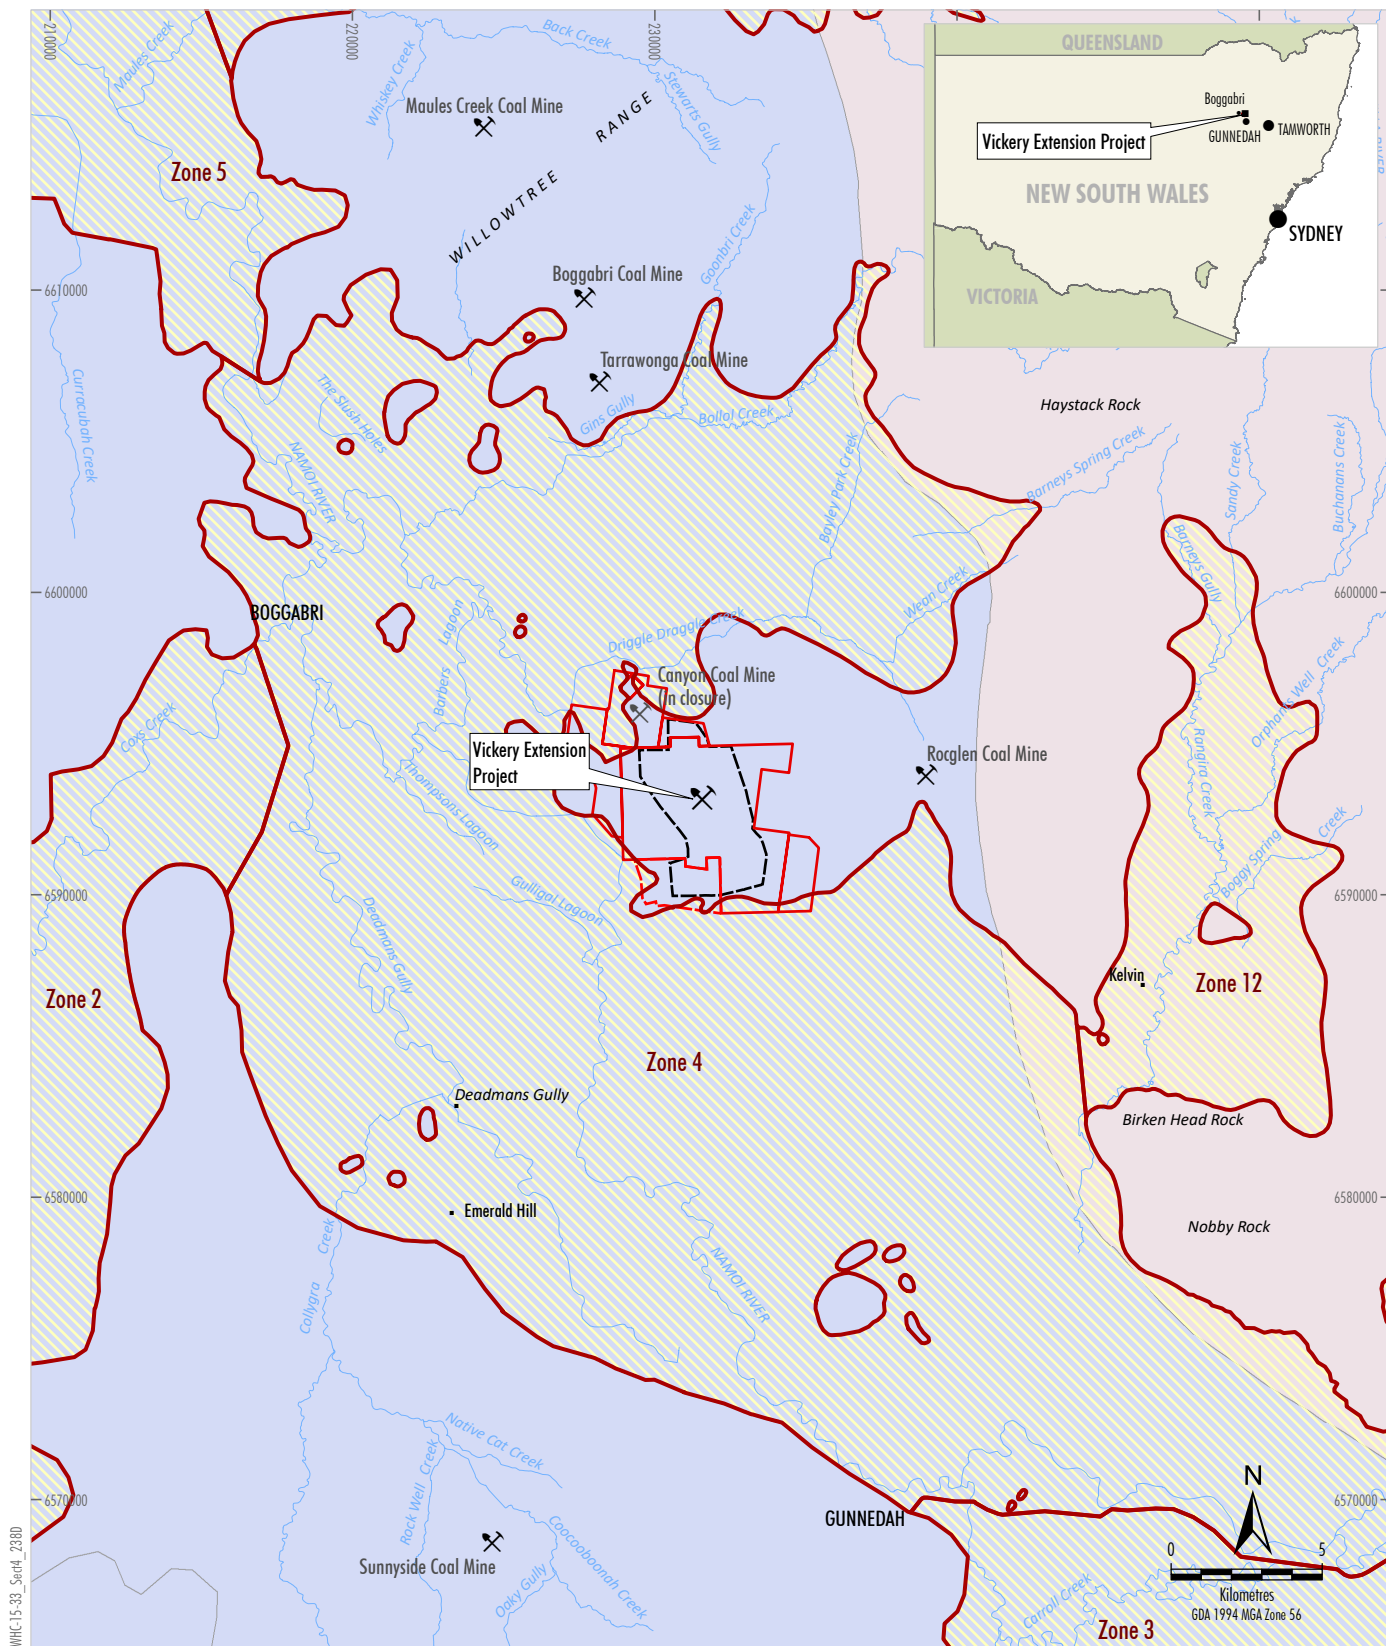 210000
220000
230000
QUEENSLAND
Boggabri
GUNNEDAH
TAMWORTH
Vickery Extension Project
NEW SOUTH WALES
SYDNEY
VICTORIA
Maules Creek
Whiskey Creek
Back Creek
Stewarts Gully
Maules Creek Coal Mine
RANGE
WILLOWTREE
Zone 5
Goonbri Creek
Boggabri Coal Mine
6610000
Tarrawonga Coal Mine
Curracubah Creek
The Slush Holes
Gins Gully
Bollol Creek
Haystack Rock
NAMOI RIVER
Bayley Park Creek
Barneys Spring Creek
Sandy Creek
Buchanans Creek
Barneys Gully
6600000
6600000
BOGGABRI
Barbers Lagoon
Driggle Draggle Creek
Wean Creek
Canyon Coal Mine
(in closure)
Coxs Creek
Vickery Extension
Project
Rocglen Coal Mine
Rangira Creek
Orphans Well Creek
Thompsons Lagoon
Boggy Spring Creek
6590000
6590000
Gulligal Lagoon
Deadmans Gully
Kelvin
Zone 12
Zone 2
Zone 4
Deadmans Gully
Birken Head Rock
6580000
6580000
Emerald Hill
Nobby Rock
Collygra Creek
NAMOI RIVER
Native Cat Creek
Rock Well Creek
6570000
6570000
GUNNEDAH
N
Coocooboonah Creek
Oaky Gully
Sunnyside Coal Mine
0
5
Kilometres
GDA 1994 MGA Zone 56
Carroll Creek
Zone 3
WHC-15-33_Sect4_238D